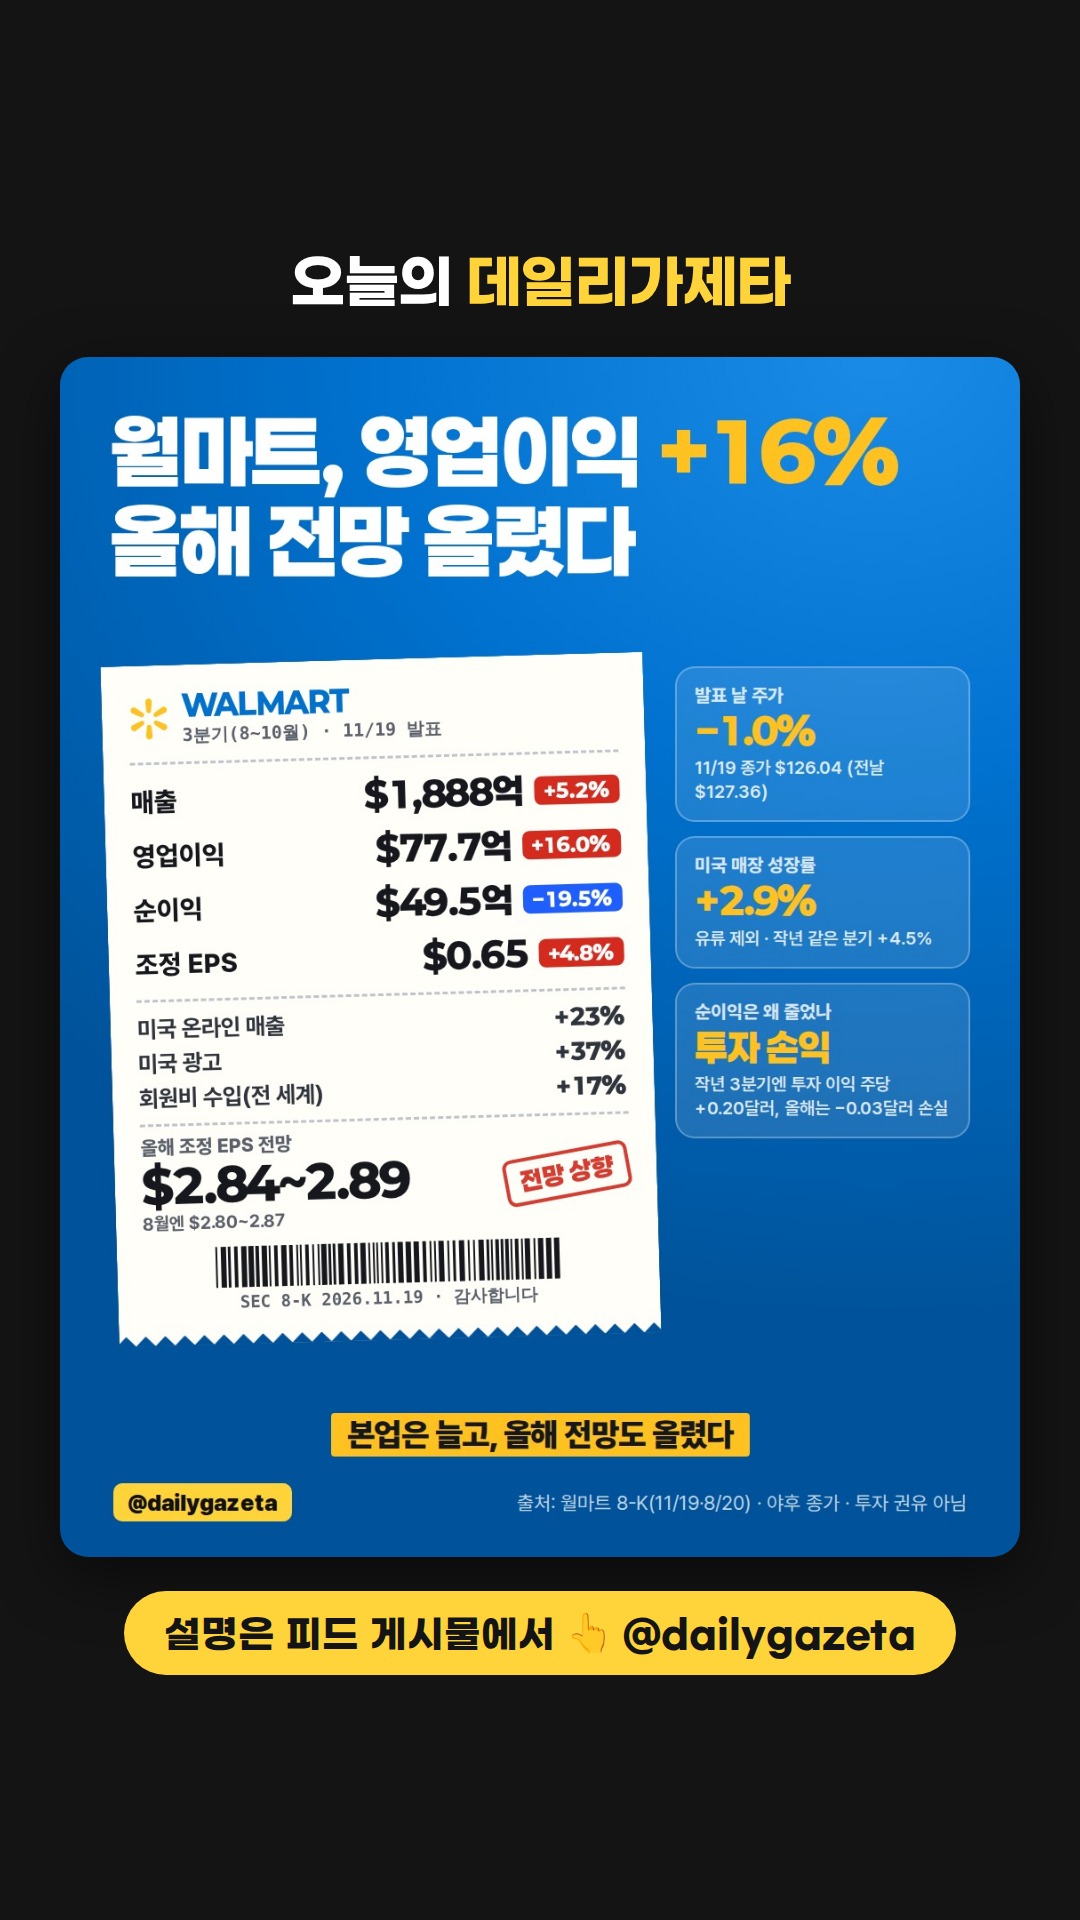 오늘의 데일리가제타
월마트, 영업이익 +16%
올해 전망 올렸다
WALMART
3분기(8~10월) · 11/19 발표
매출 $1,888억 +5.2%
영업이익 $77.7억 +16.0%
순이익 $49.5억 −19.5%
조정 EPS $0.65 +4.8%
미국 온라인 매출 +23%
미국 광고 +37%
회원비 수입(전 세계) +17%
올해 조정 EPS 전망
$2.84~2.89
전망 상향
8월엔 $2.80~2.87
SEC 8-K 2026.11.19 · 감사합니다
발표 날 주가
−1.0%
11/19 종가 $126.04 (전날
$127.36)
미국 매장 성장률
+2.9%
유류 제외 · 작년 같은 분기 +4.5%
순이익은 왜 줄었나
투자 손익
작년 3분기엔 투자 이익 주당
+0.20달러, 올해는 −0.03달러 손실
본업은 늘고, 올해 전망도 올렸다
@dailygazeta
출처: 월마트 8-K(11/19·8/20) · 야후 종가 · 투자 권유 아님
설명은 피드 게시물에서 👆 @dailygazeta